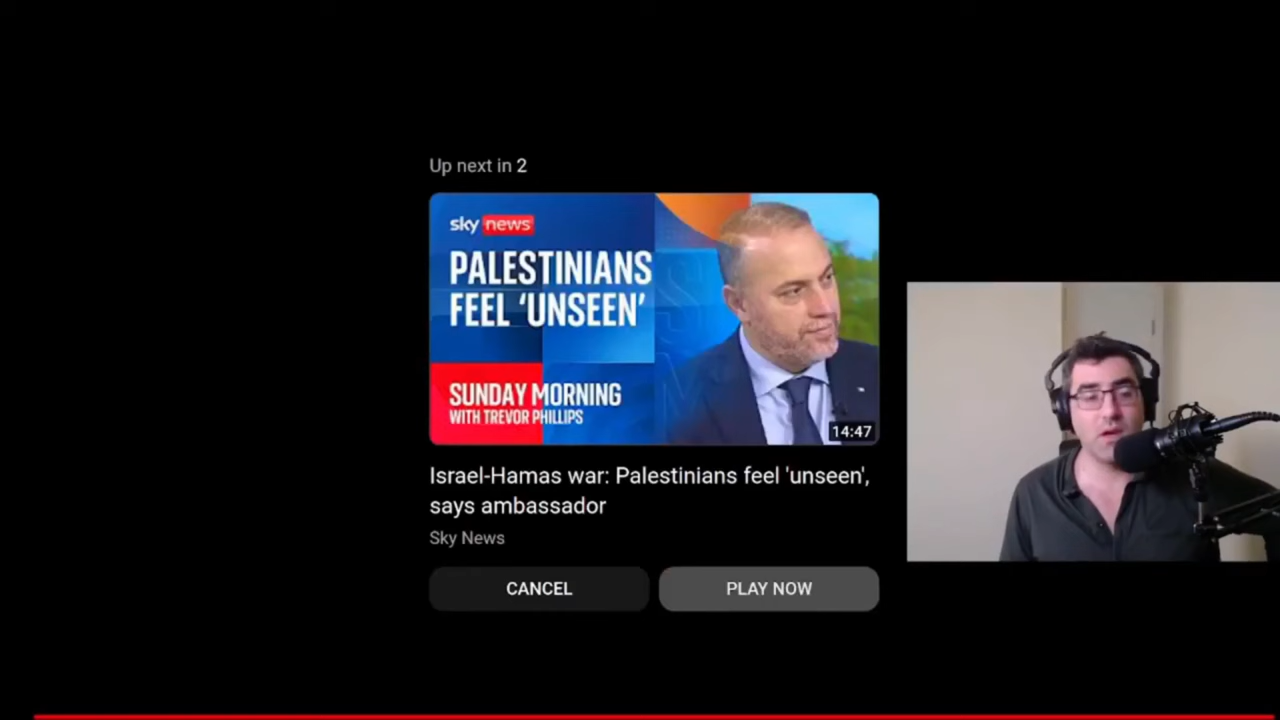 Up next in 2
sky news
PALESTINIANS
FEEL 'UNSEEN'
SUNDAY MORNING
WITH TREVOR PHILLIPS
14:47
Israel-Hamas war: Palestinians feel 'unseen',
says ambassador
Sky News
CANCEL
PLAY NOW